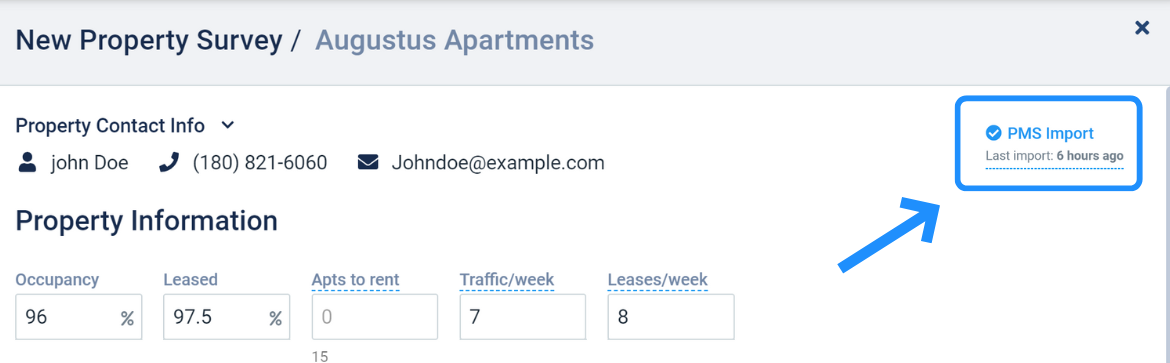 New Property Survey / Augustus Apartments
Property Contact Info
PMS Import
Last import: 6 hours ago
john Doe (180) 821-6060 Johndoe@example.com
Property Information
Occupancy Leased Apts to rent Traffic/week Leases/week
96 % 97.5 % 0 7 8
15